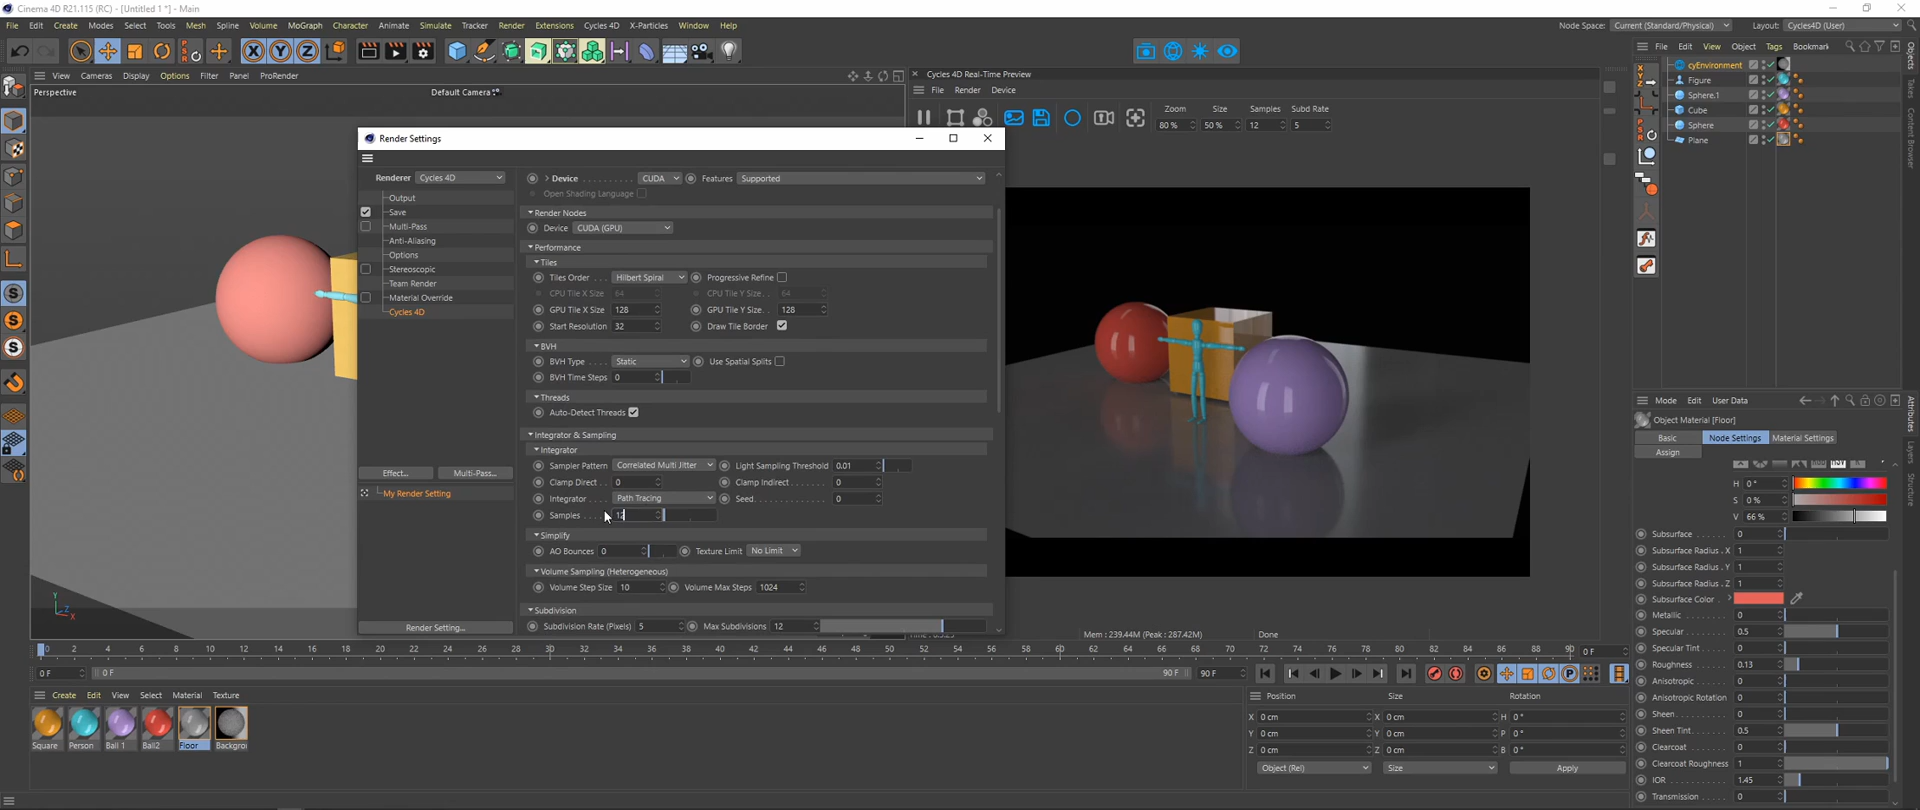 Cinema 4D R21.115 (RC) - [Untitled 1 *] - Main
File Edit Create Modes Select Tools Mesh Spline Volume MoGraph Character Animate Simulate Tracker Render Extensions Cycles 4D X-Particles Window Help
Node Space: Current (Standard/Physical) Layout: Cycles4D (User)
View Cameras Display Options Filter Panel ProRender
Perspective
Default Camera
Cycles 4D Real-Time Preview
File Render Device
Zoom Size Samples Subd Rate
80 % 50 % 12 5
Render Settings
Renderer Cycles 4D
Output
Save
Multi-Pass
Anti-Aliasing
Options
Stereoscopic
Team Render
Material Override
Cycles 4D
Effect... Multi-Pass...
My Render Setting
Render Setting...
Device CUDA Features Supported
Open Shading Language
Render Nodes
Device CUDA (GPU)
Performance
Tiles
Tiles Order Hilbert Spiral Progressive Refine
CPU Tile X Size 64 CPU Tile Y Size 64
GPU Tile X Size 128 GPU Tile Y Size 128
Start Resolution 32 Draw Tile Border
BVH
BVH Type Static Use Spatial Splits
BVH Time Steps 0
Threads
Auto-Detect Threads
Integrator & Sampling
Integrator
Sampler Pattern Correlated Multi Jitter Light Sampling Threshold 0.01
Clamp Direct 0 Clamp Indirect 0
Integrator Path Tracing Seed 0
Samples 12
Simplify
AO Bounces 0 Texture Limit No Limit
Volume Sampling (Heterogeneous)
Volume Step Size 10 Volume Max Steps 1024
Subdivision
Subdivision Rate (Pixels) 5 Max Subdivisions 12
Mem : 239.44M (Peak : 287.42M) Done
File Edit View Object Tags Bookmark
cyEnvironment
Figure
Sphere.1
Cube
Sphere
Plane
Objects
Takes
Content Browser
Mode Edit User Data
Object Material [Floor]
Basic Node Settings Material Settings
Assign
Attributes
Layers
Structure
H 0 °
S 0 %
V 66 %
Subsurface 0
Subsurface Radius . X 1
Subsurface Radius . Y 1
Subsurface Radius . Z 1
Subsurface Color
Metallic 0
Specular 0.5
Specular Tint 0
Roughness 0.13
Anisotropic 0
Anisotropic Rotation 0
Sheen 0
Sheen Tint 0.5
Clearcoat 0
Clearcoat Roughness 1
IOR 1.45
Transmission 0
0 2 4 6 8 10 12 14 16 18 20 22 24 26 28 30 32 34 36 38 40 42 44 46 48 50 52 54 56 58 60 62 64 66 68 70 72 74 76 78 80 82 84 86 88 90 0 F
0 F 0 F 90 F 90 F
Create Edit View Select Material Texture
Square Person Ball 1 Ball2 Floor Backgrou
Position Size Rotation
X 0 cm X 0 cm H 0 °
Y 0 cm Y 0 cm P 0 °
Z 0 cm Z 0 cm B 0 °
Object (Rel) Size Apply